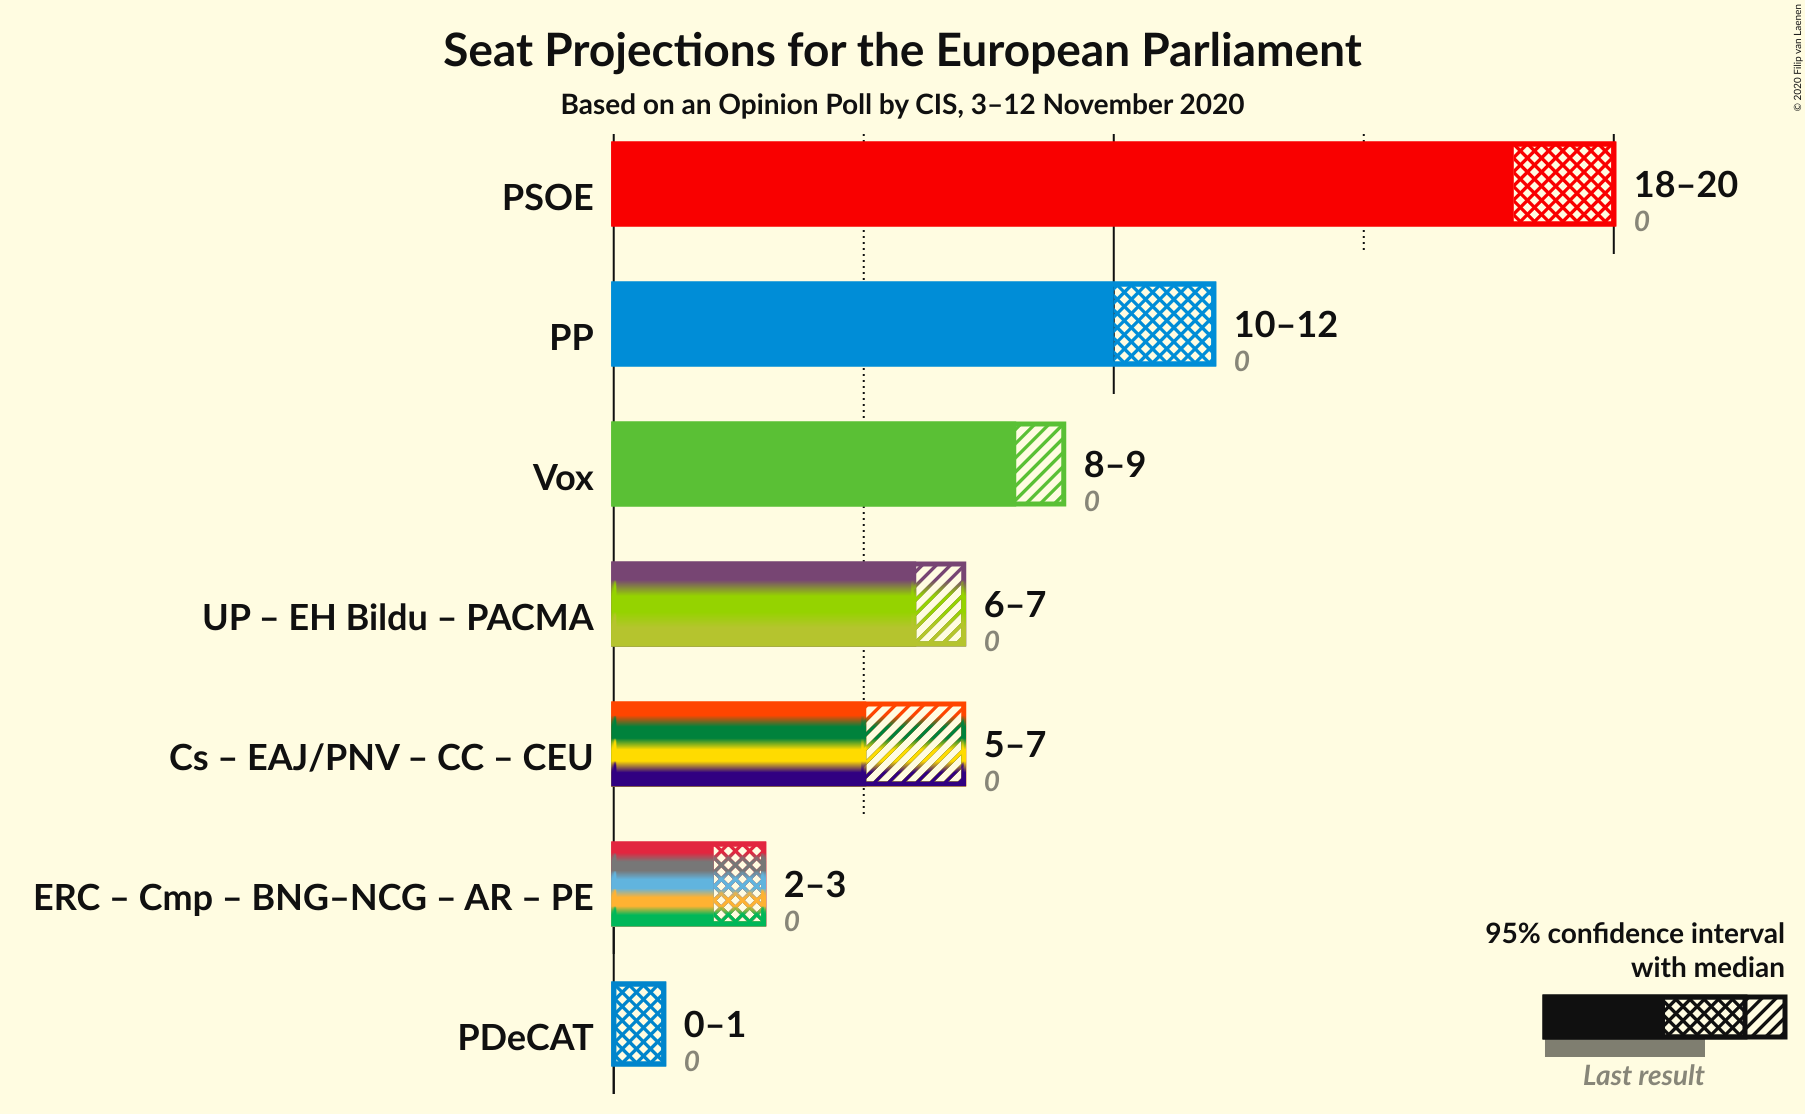 Seat Projections for the European Parliament
Based on an Opinion Poll by CIS, 3–12 November 2020
© 2020 Filip van Laenen
PSOE
18–20
0
PP
10–12
0
Vox
8–9
0
UP – EH Bildu – PACMA
6–7
0
Cs – EAJ/PNV – CC – CEU
5–7
0
ERC – Cmp – BNG–NCG – AR – PE
2–3
0
PDeCAT
0–1
0
95% confidence interval
with median
Last result